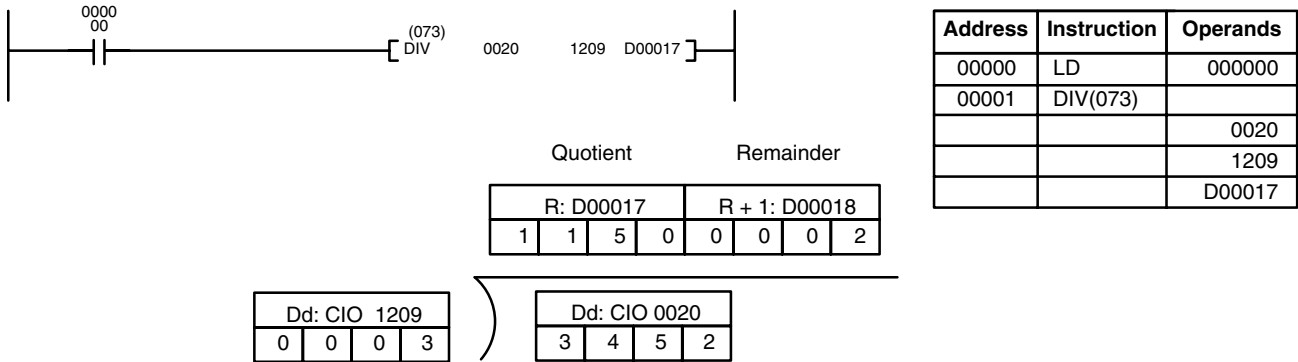 0000
00
(073)
DIV 0020 1209 D00017
Address Instruction Operands
00000 LD 000000
00001 DIV(073)
0020
1209
D00017
Quotient Remainder
R: D00017 R + 1: D00018
1 1 5 0 0 0 0 2
Dd: CIO 1209 Dd: CIO 0020
0 0 0 3 3 4 5 2